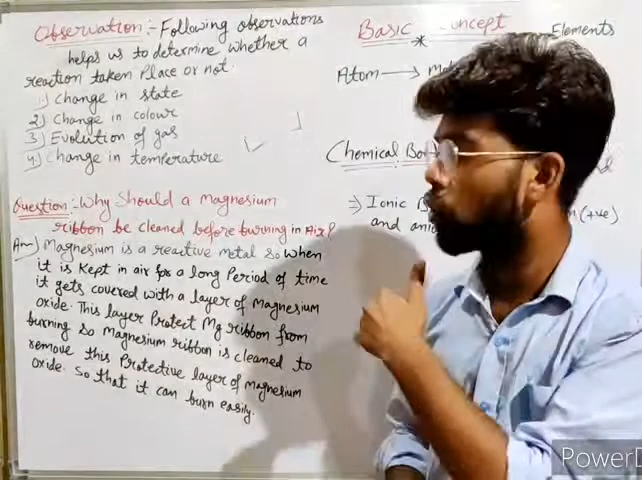 Observation :- Following observations
helps us to determine whether a
reaction taken Place or not.
1) Change in state
2) Change in colour
3) Evolution of gas
4) Change in temperature
Question:- Why Should a magnesium
ribbon be cleaned before burning in Air?
Ans) Magnesium is a reactive metal so when
it is Kept in air for a long Period of time
it gets covered with a layer of magnesium
oxide. This layer Protect Mg ribbon from
burning so magnesium ribbon is cleaned to
remove this Protective layer of magnesium
oxide. So that it can burn easily.
Basic Concept
* Elements
Atom →
Chemical
⇒ Ionic
(+ve)
and
PowerD